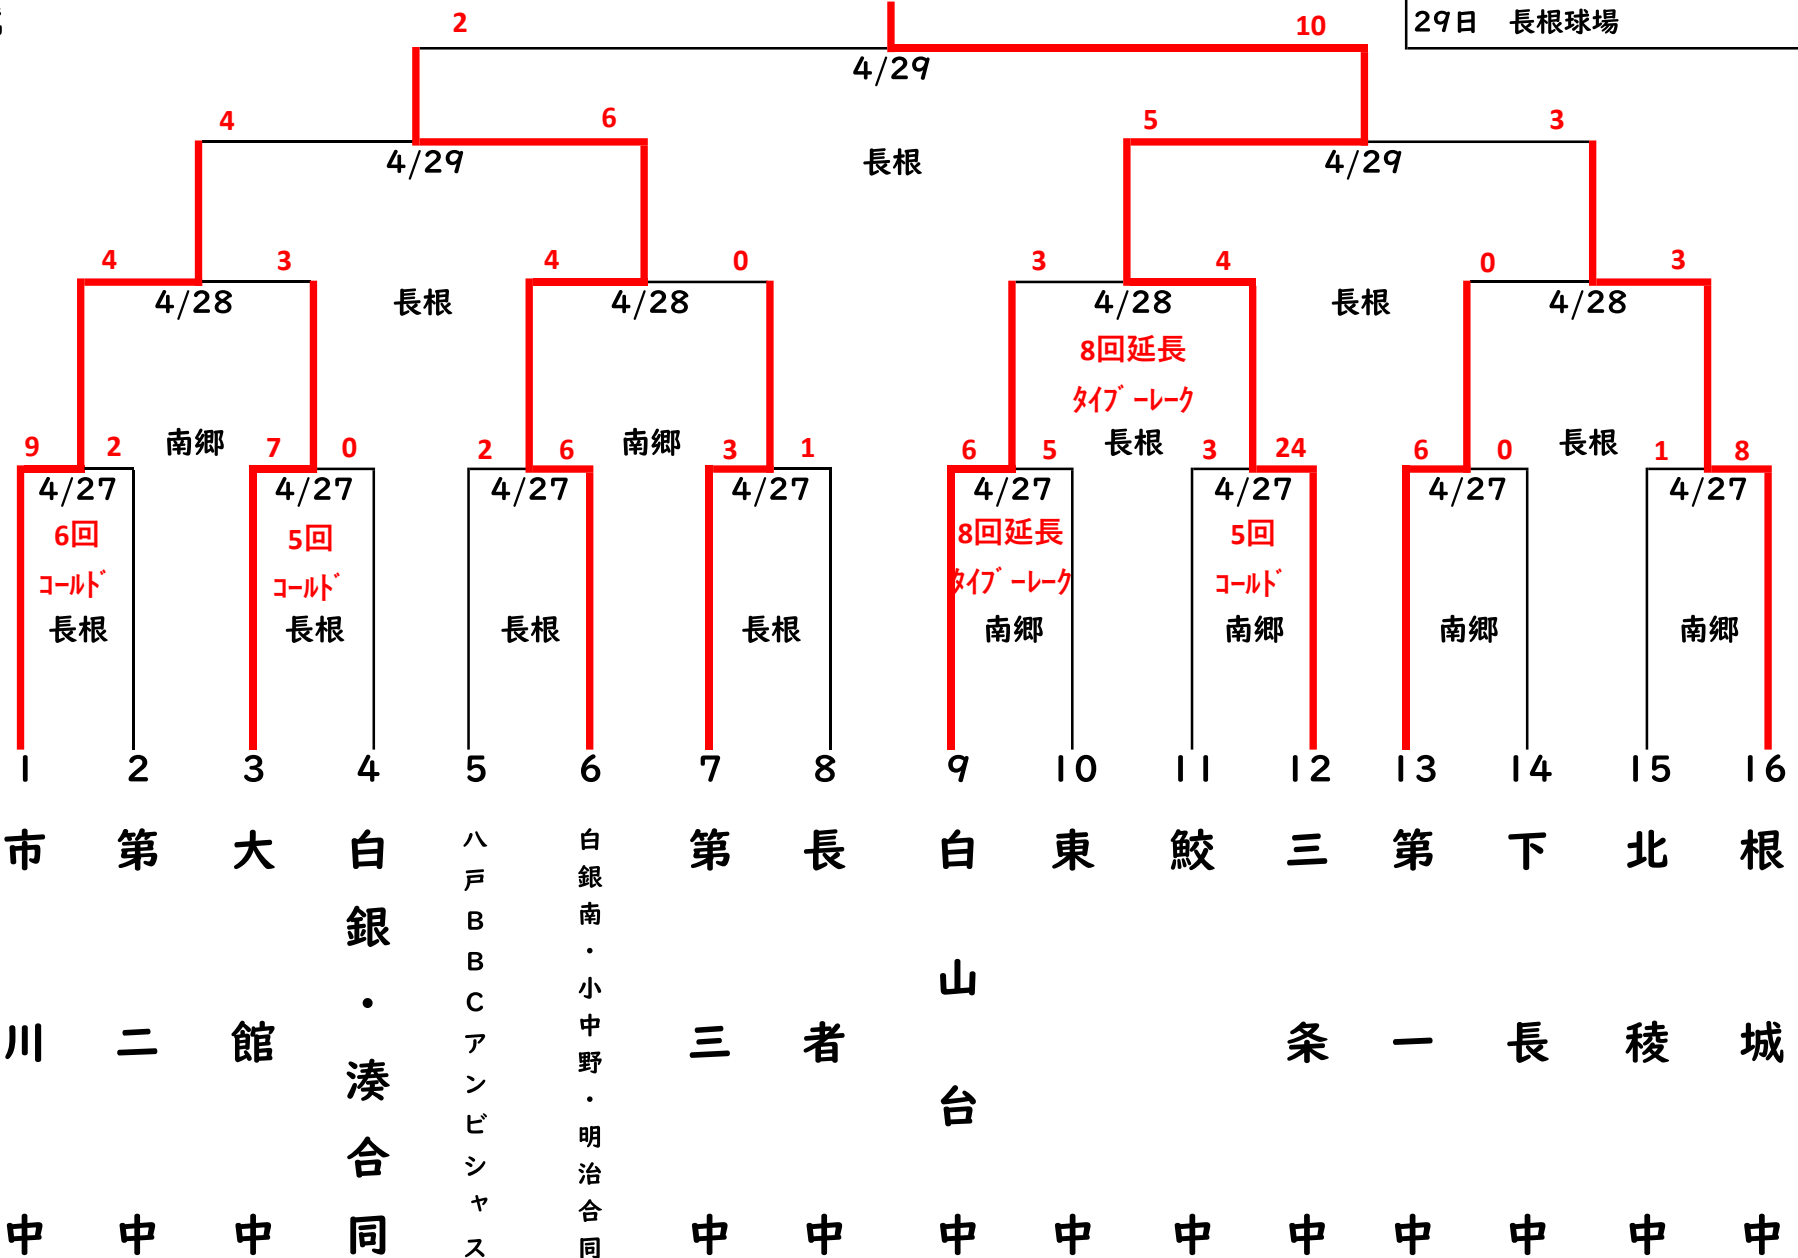 2
10
29日　長根球場
4/29
4
6
5
3
4/29
長根
4/29
4
3
4
0
3
4
0
3
4/28
長根
4/28
4/28
長根
4/28
8回延長
ﾀｲﾌﾞｰﾚｰｸ
南郷
南郷
長根
長根
9
2
7
0
2
6
3
1
6
5
3
24
6
0
1
8
4/27
4/27
4/27
4/27
4/27
4/27
4/27
4/27
6回
ｺｰﾙﾄﾞ
5回
ｺｰﾙﾄﾞ
8回延長
ﾀｲﾌﾞｰﾚｰｸ
5回
ｺｰﾙﾄﾞ
長根
長根
長根
長根
南郷
南郷
南郷
南郷
1
2
3
4
5
6
7
8
9
10
11
12
13
14
15
16
市川中
第二中
大館中
白銀・湊合同
八戸BBCアンビシャス
白銀南・小中野・明治合同
第三中
長者中
白山台中
東中
鮫中
三条中
第一中
下長中
北稜中
根城中